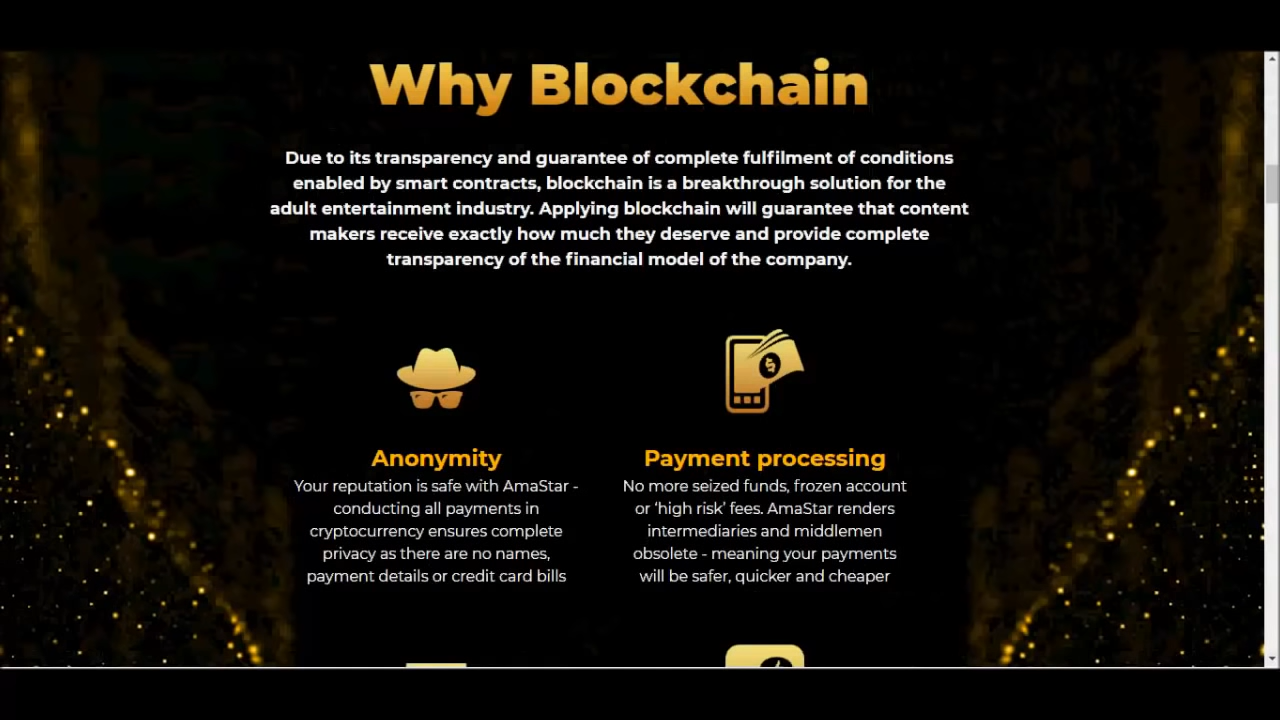 Why Blockchain
Due to its transparency and guarantee of complete fulfilment of conditions
enabled by smart contracts, blockchain is a breakthrough solution for the
adult entertainment industry. Applying blockchain will guarantee that content
makers receive exactly how much they deserve and provide complete
transparency of the financial model of the company.
Anonymity
Your reputation is safe with AmaStar -
conducting all payments in
cryptocurrency ensures complete
privacy as there are no names,
payment details or credit card bills
Payment processing
No more seized funds, frozen account
or ‘high risk’ fees. AmaStar renders
intermediaries and middlemen
obsolete - meaning your payments
will be safer, quicker and cheaper